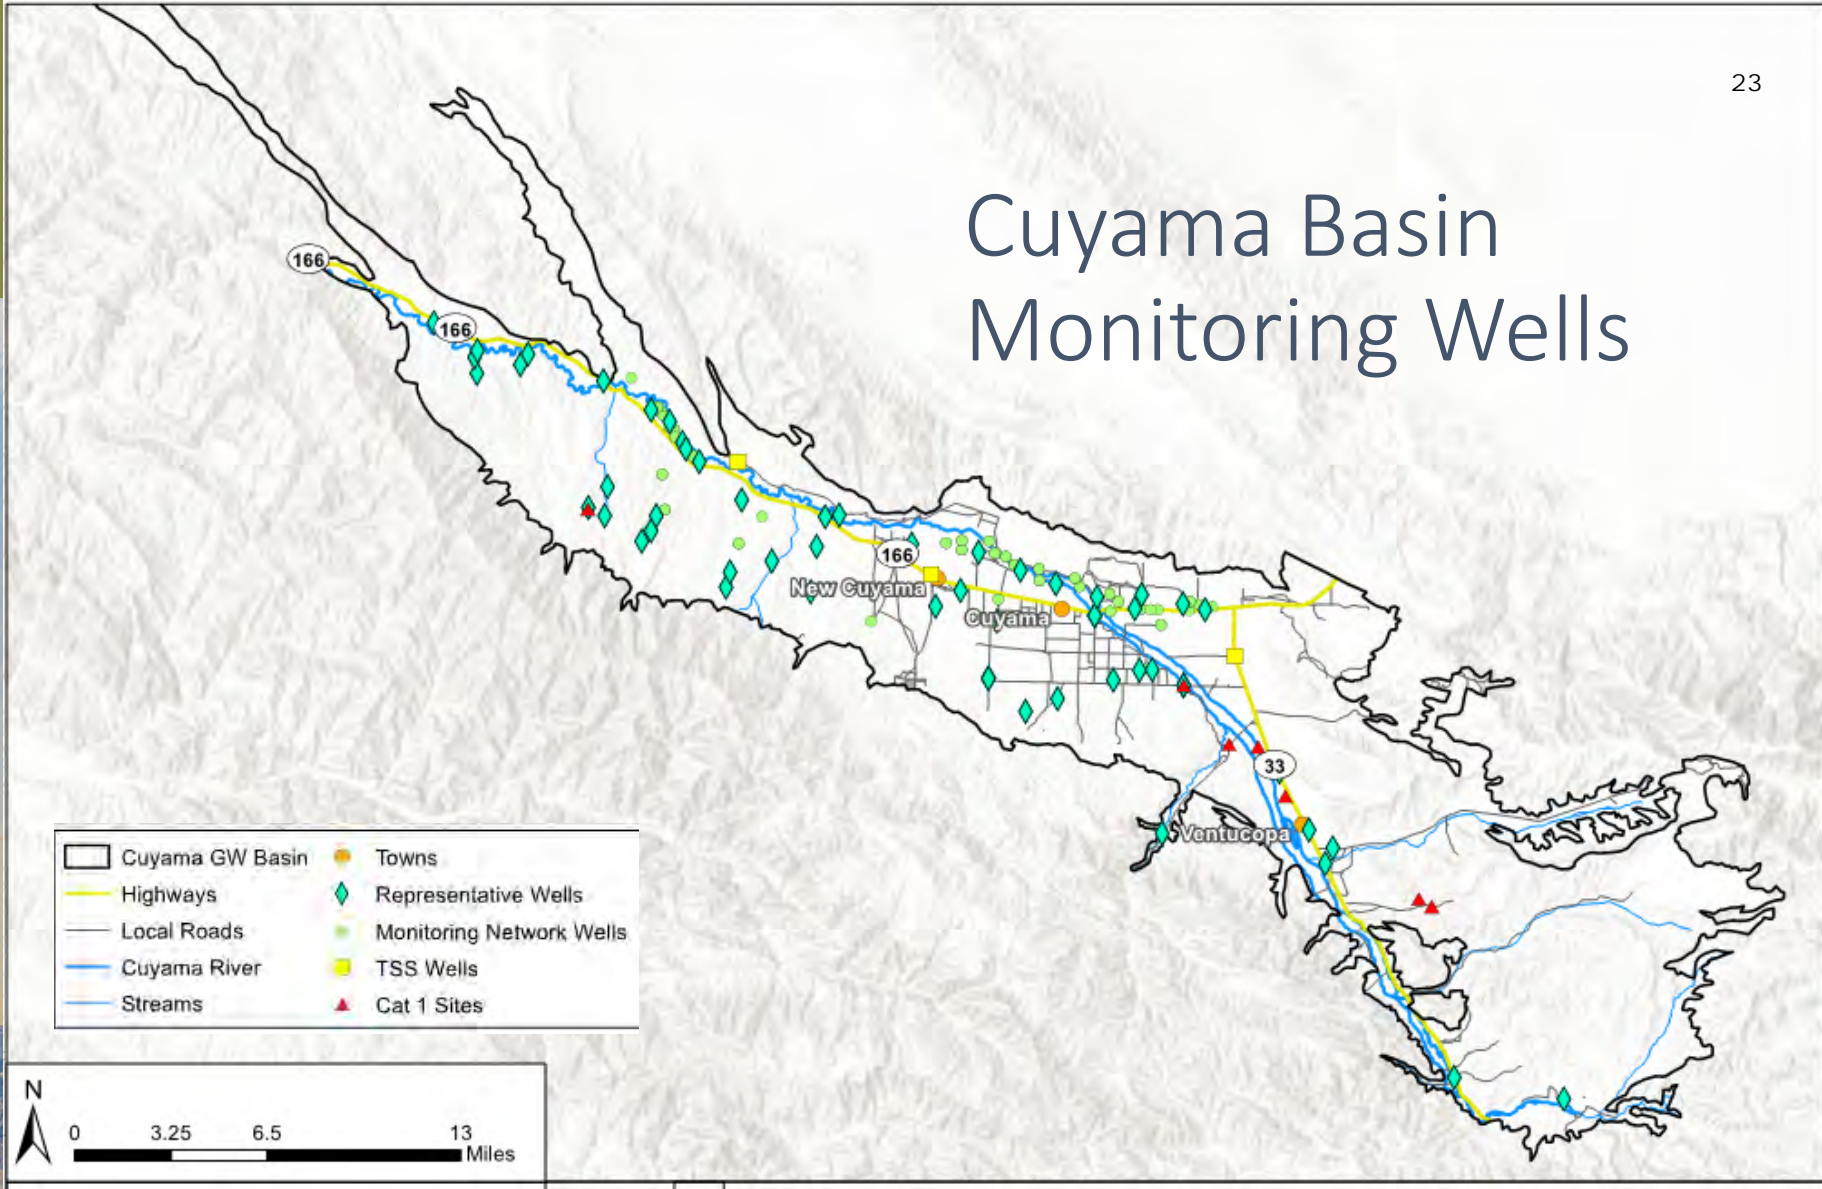 23
Cuyama Basin
Monitoring Wells
166
166
166
New Cuyama
Cuyama
33
Ventucopa
Cuyama GW Basin
Highways
Local Roads
Cuyama River
Streams
Towns
Representative Wells
Monitoring Network Wells
TSS Wells
Cat 1 Sites
N
0 3.25 6.5 13
Miles